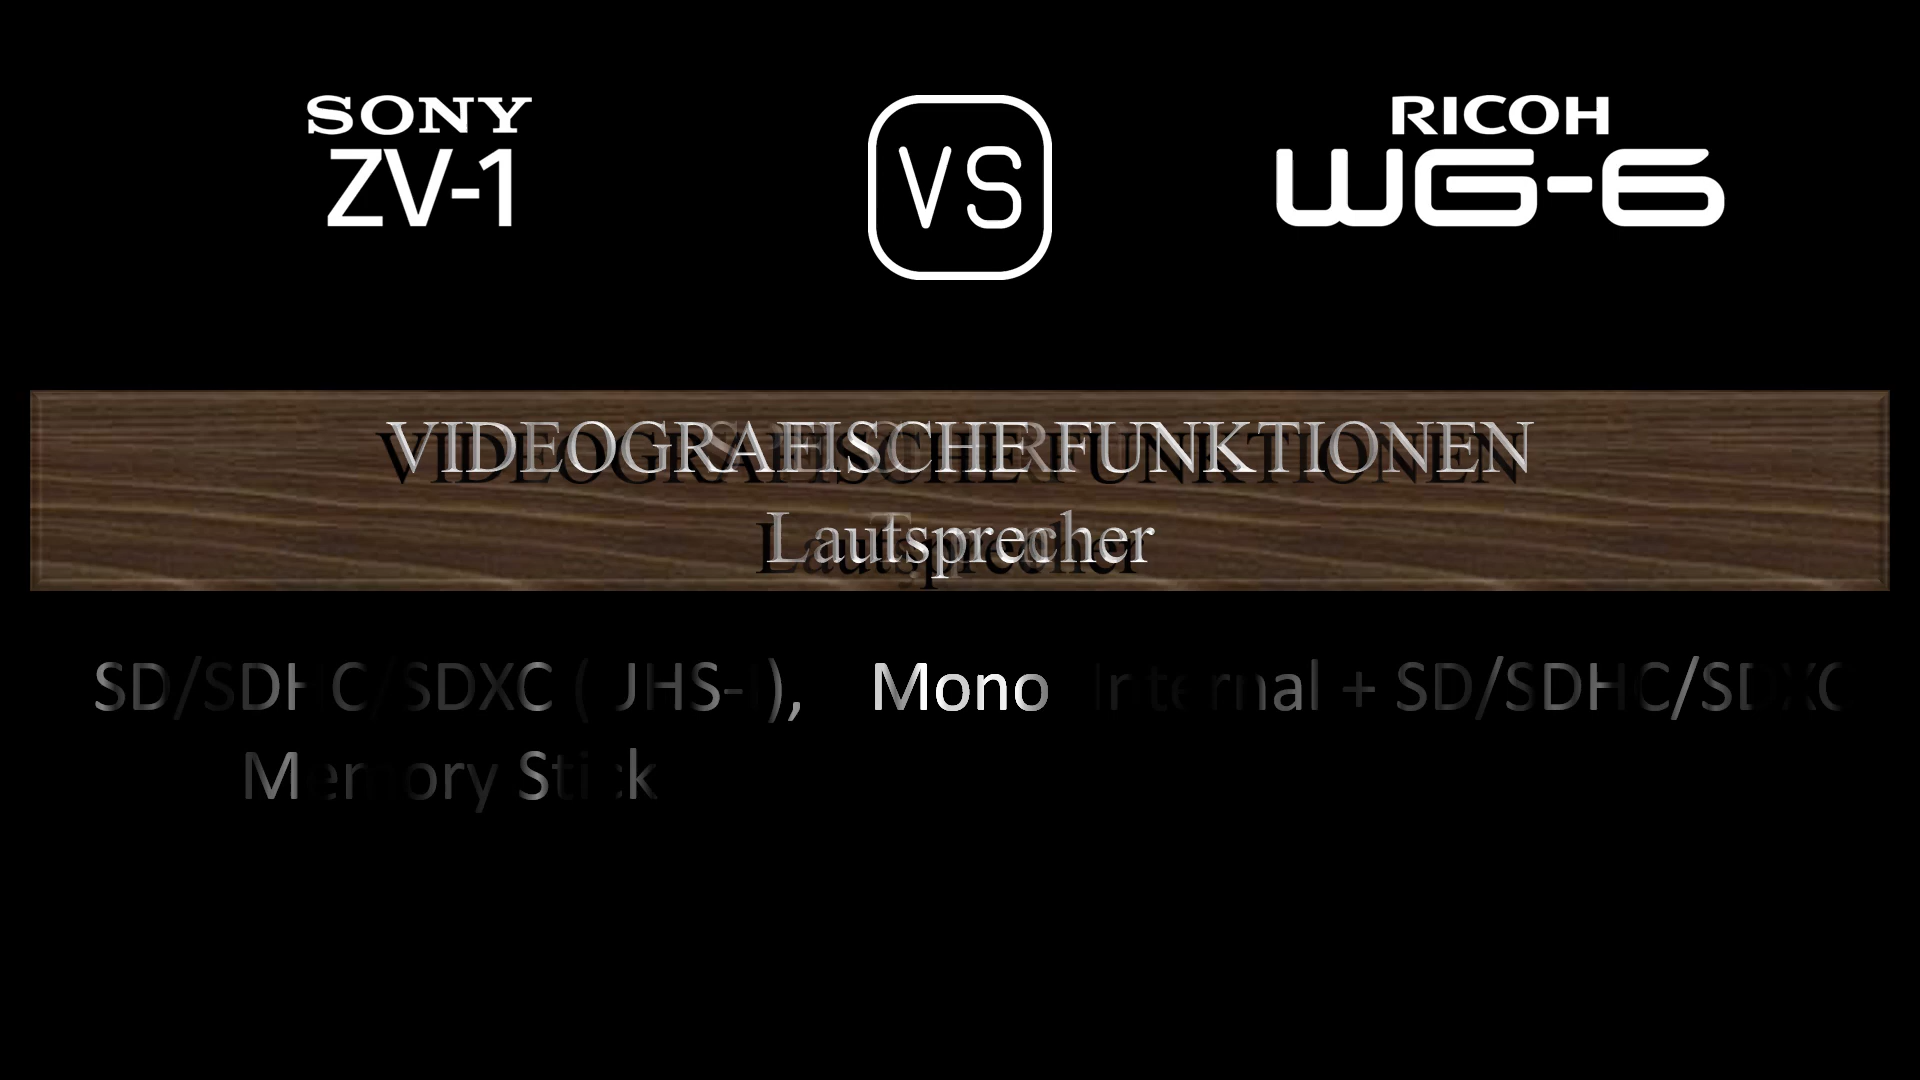 SONY
ZV-1
VS
RICOH
WG-6
VIDEOGRAFISCHE FUNKTIONEN
Lautsprecher
SD/SDHC/SDXC (UHS-I),
Memory Stick
Mono
Internal + SD/SDHC/SDXC